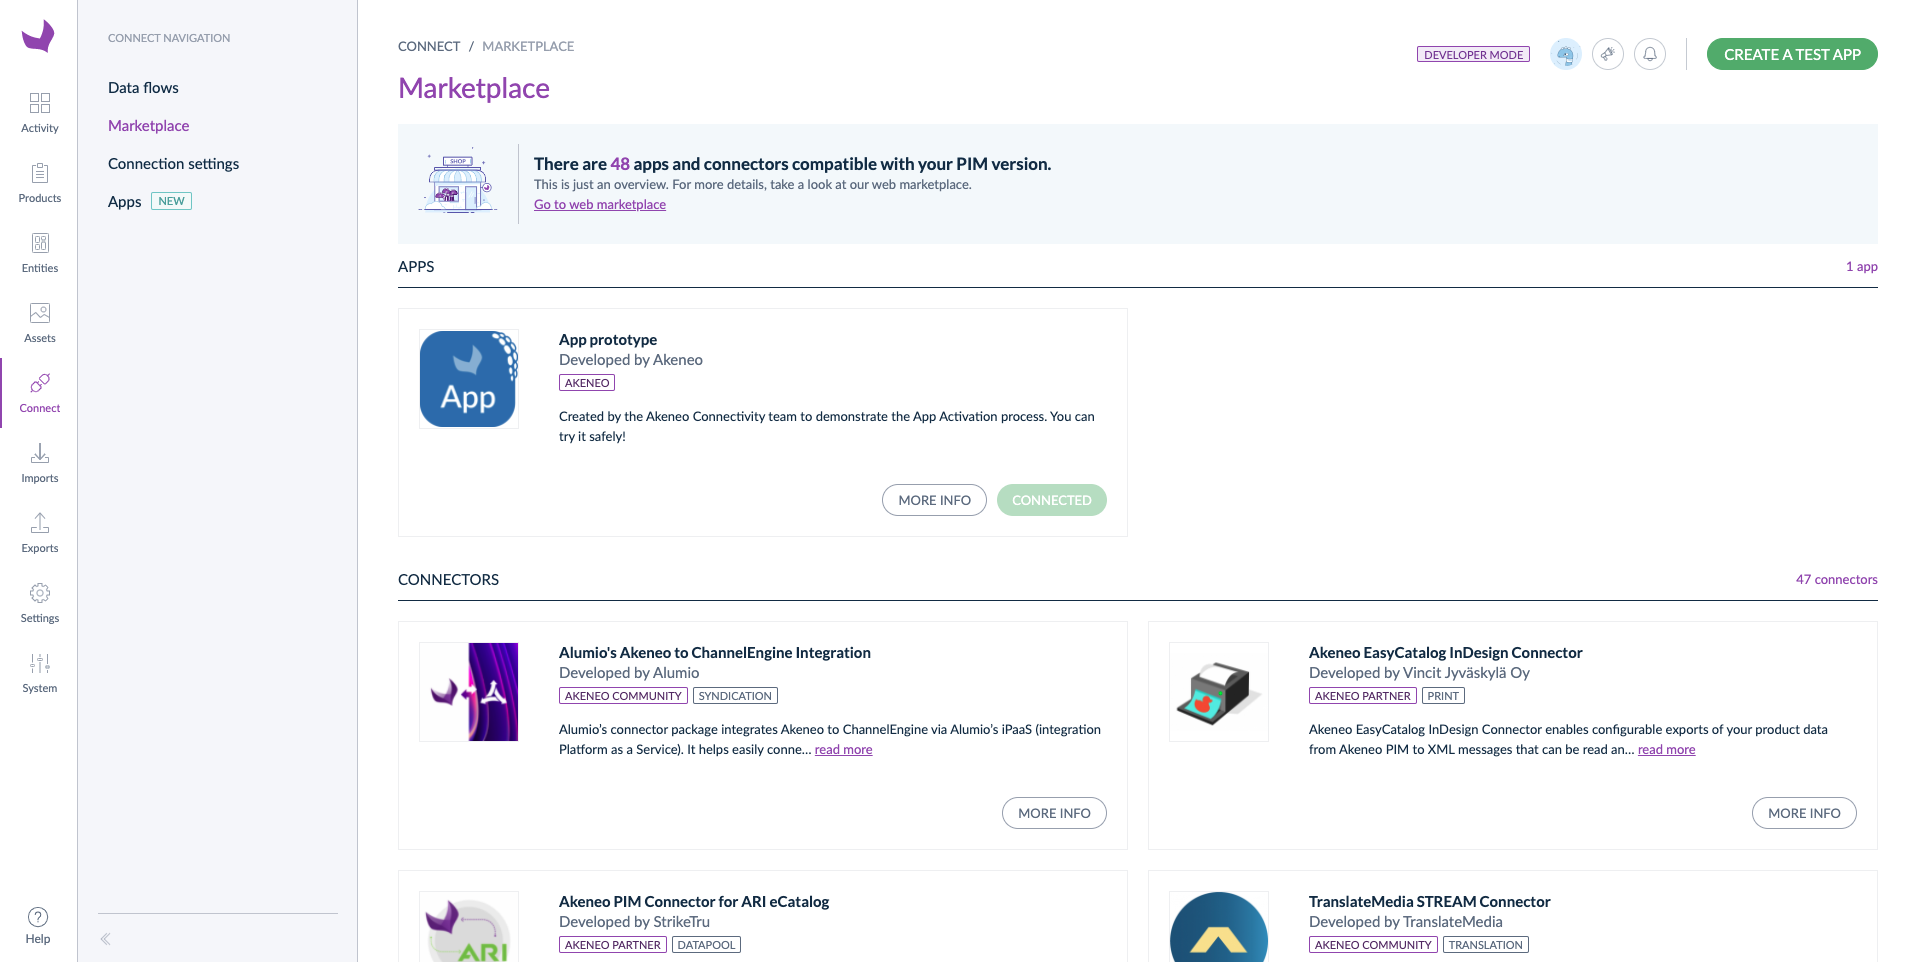 CONNECT NAVIGATION
Data flows
Marketplace
Connection settings
Apps NEW
Activity
Products
Entities
Assets
Connect
Imports
Exports
Settings
System
Help
CONNECT / MARKETPLACE
Marketplace
DEVELOPER MODE
CREATE A TEST APP
SHOP
There are 48 apps and connectors compatible with your PIM version.
This is just an overview. For more details, take a look at our web marketplace.
Go to web marketplace
APPS
1 app
App
App prototype
Developed by Akeneo
AKENEO
Created by the Akeneo Connectivity team to demonstrate the App Activation process. You can
try it safely!
MORE INFO
CONNECTED
CONNECTORS
47 connectors
Alumio's Akeneo to ChannelEngine Integration
Developed by Alumio
AKENEO COMMUNITY SYNDICATION
Alumio’s connector package integrates Akeneo to ChannelEngine via Alumio’s iPaaS (integration
Platform as a Service). It helps easily conne... read more
MORE INFO
Akeneo EasyCatalog InDesign Connector
Developed by Vincit Jyväskylä Oy
AKENEO PARTNER PRINT
Akeneo EasyCatalog InDesign Connector enables configurable exports of your product data
from Akeneo PIM to XML messages that can be read an... read more
MORE INFO
ARI
Akeneo PIM Connector for ARI eCatalog
Developed by StrikeTru
AKENEO PARTNER DATAPOOL
TranslateMedia STREAM Connector
Developed by TranslateMedia
AKENEO COMMUNITY TRANSLATION